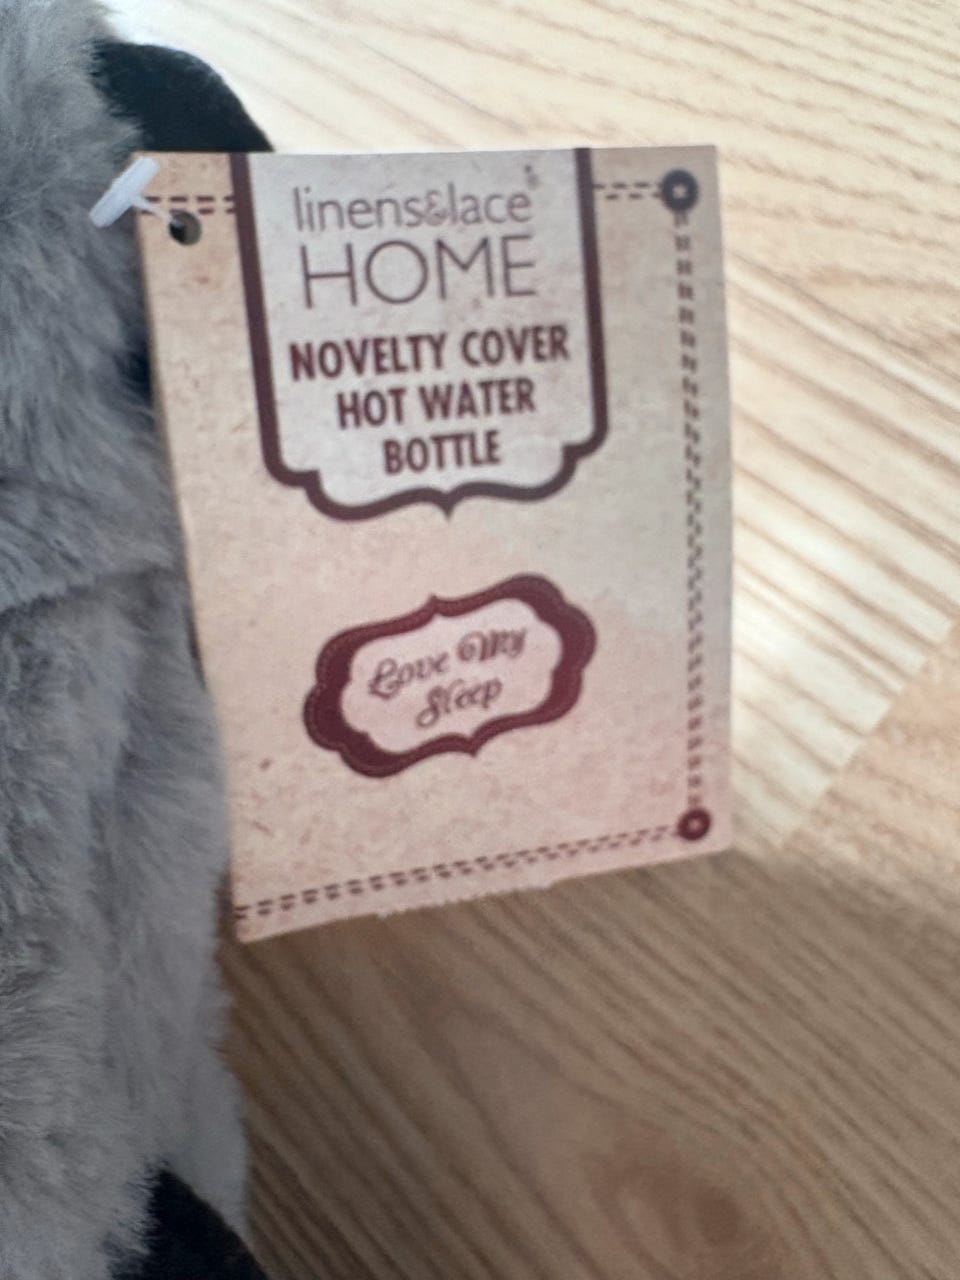 linens&lace
HOME
NOVELTY COVER
HOT WATER
BOTTLE
Love My
Sleep